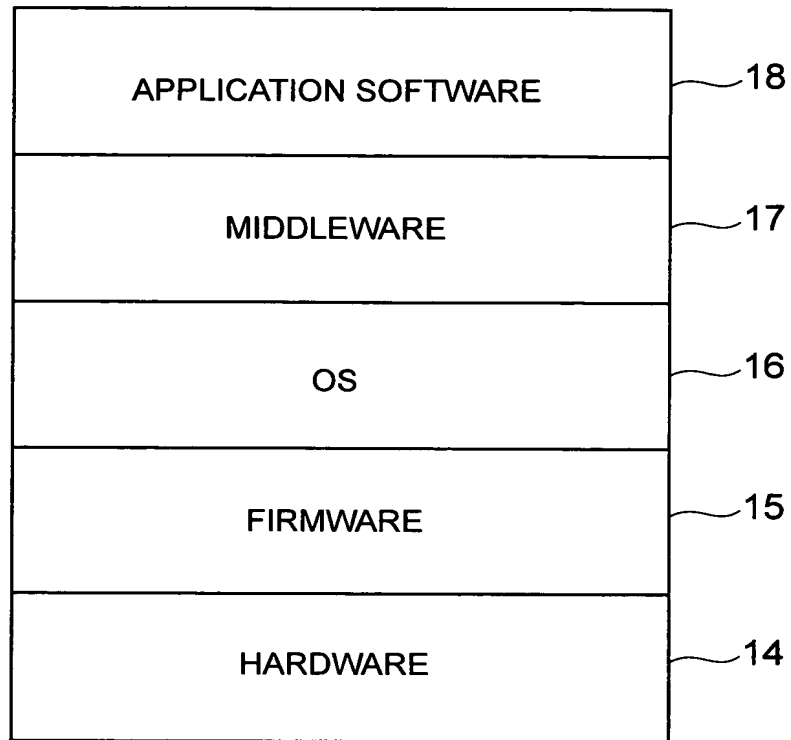 APPLICATION SOFTWARE 18
MIDDLEWARE 17
OS 16
FIRMWARE 15
HARDWARE 14